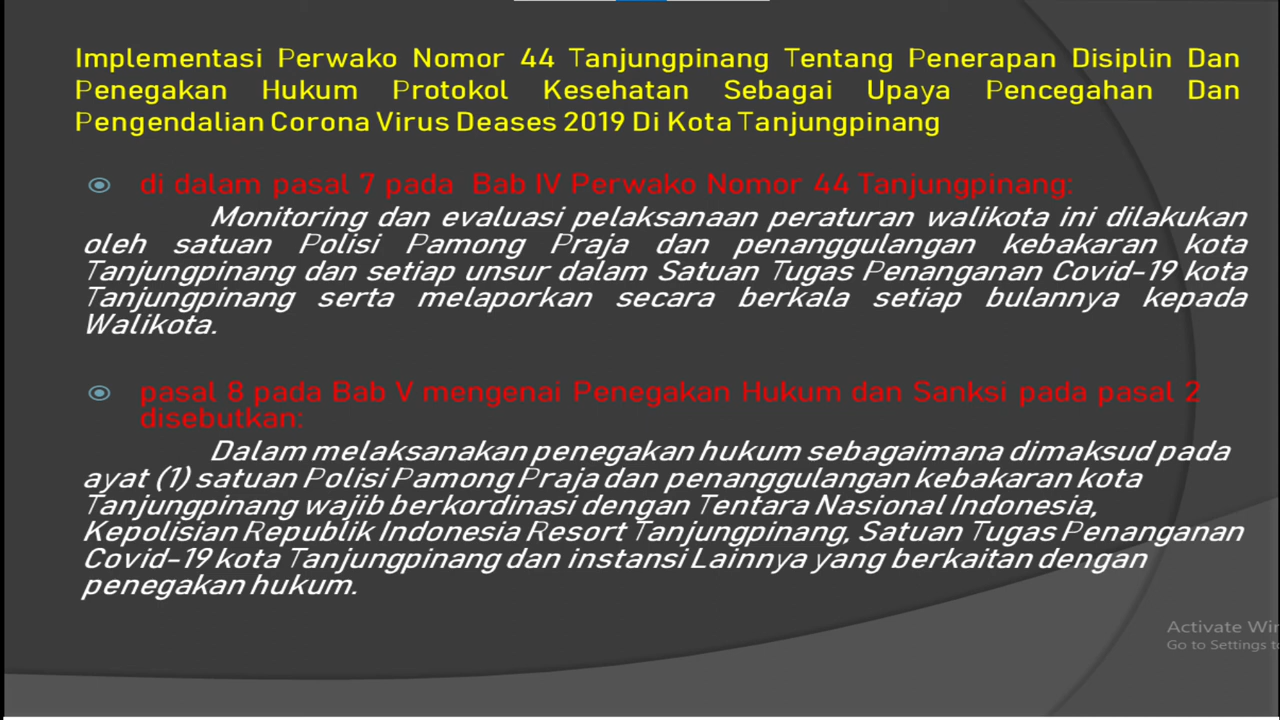 Implementasi Perwako Nomor 44 Tanjungpinang Tentang Penerapan Disiplin Dan
Penegakan Hukum Protokol Kesehatan Sebagai Upaya Pencegahan Dan
Pengendalian Corona Virus Deases 2019 Di Kota Tanjungpinang
di dalam pasal 7 pada Bab IV Perwako Nomor 44 Tanjungpinang:
Monitoring dan evaluasi pelaksanaan peraturan walikota ini dilakukan
oleh satuan Polisi Pamong Praja dan penanggulangan kebakaran kota
Tanjungpinang dan setiap unsur dalam Satuan Tugas Penanganan Covid-19 kota
Tanjungpinang serta melaporkan secara berkala setiap bulannya kepada
Walikota.
pasal 8 pada Bab V mengenai Penegakan Hukum dan Sanksi pada pasal 2
disebutkan:
Dalam melaksanakan penegakan hukum sebagaimana dimaksud pada
ayat (1) satuan Polisi Pamong Praja dan penanggulangan kebakaran kota
Tanjungpinang wajib berkordinasi dengan Tentara Nasional Indonesia,
Kepolisian Republik Indonesia Resort Tanjungpinang, Satuan Tugas Penanganan
Covid-19 kota Tanjungpinang dan instansi Lainnya yang berkaitan dengan
penegakan hukum.
Activate Win
Go to Settings to